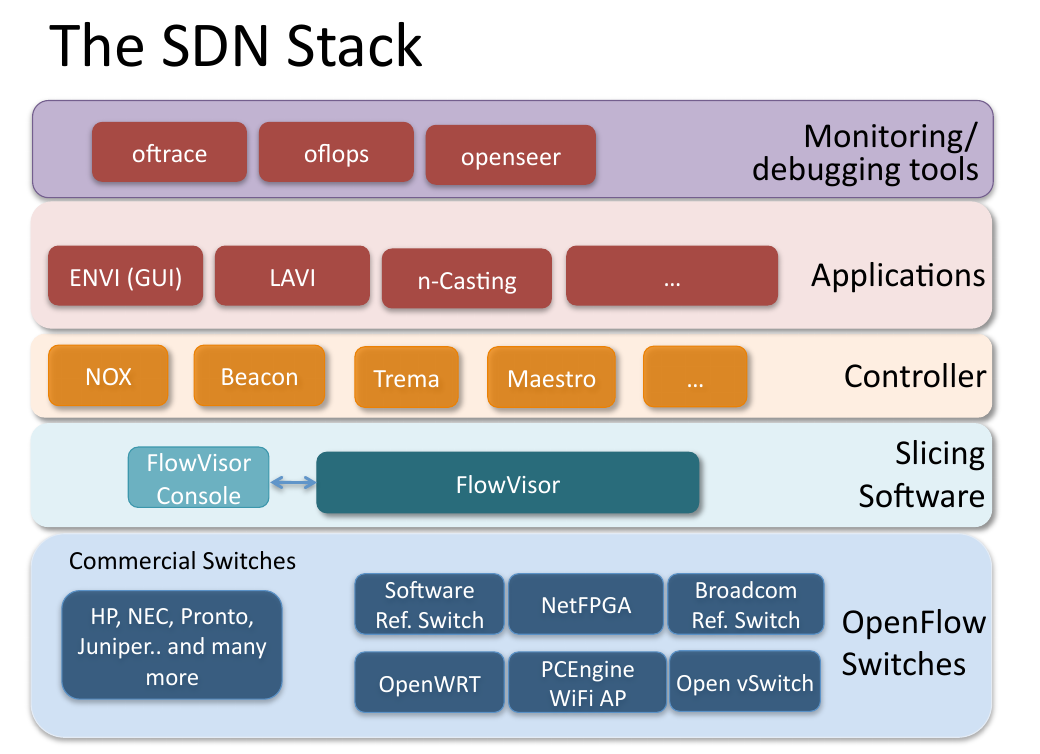 The SDN Stack
oftrace
oflops
openseer
Monitoring/
debugging tools
ENVI (GUI)
LAVI
n-Casting
...
Applications
NOX
Beacon
Trema
Maestro
...
Controller
FlowVisor
Console
FlowVisor
Slicing
Software
Commercial Switches
HP, NEC, Pronto,
Juniper.. and many
more
Software
Ref. Switch
NetFPGA
Broadcom
Ref. Switch
OpenWRT
PCEngine
WiFi AP
Open vSwitch
OpenFlow
Switches